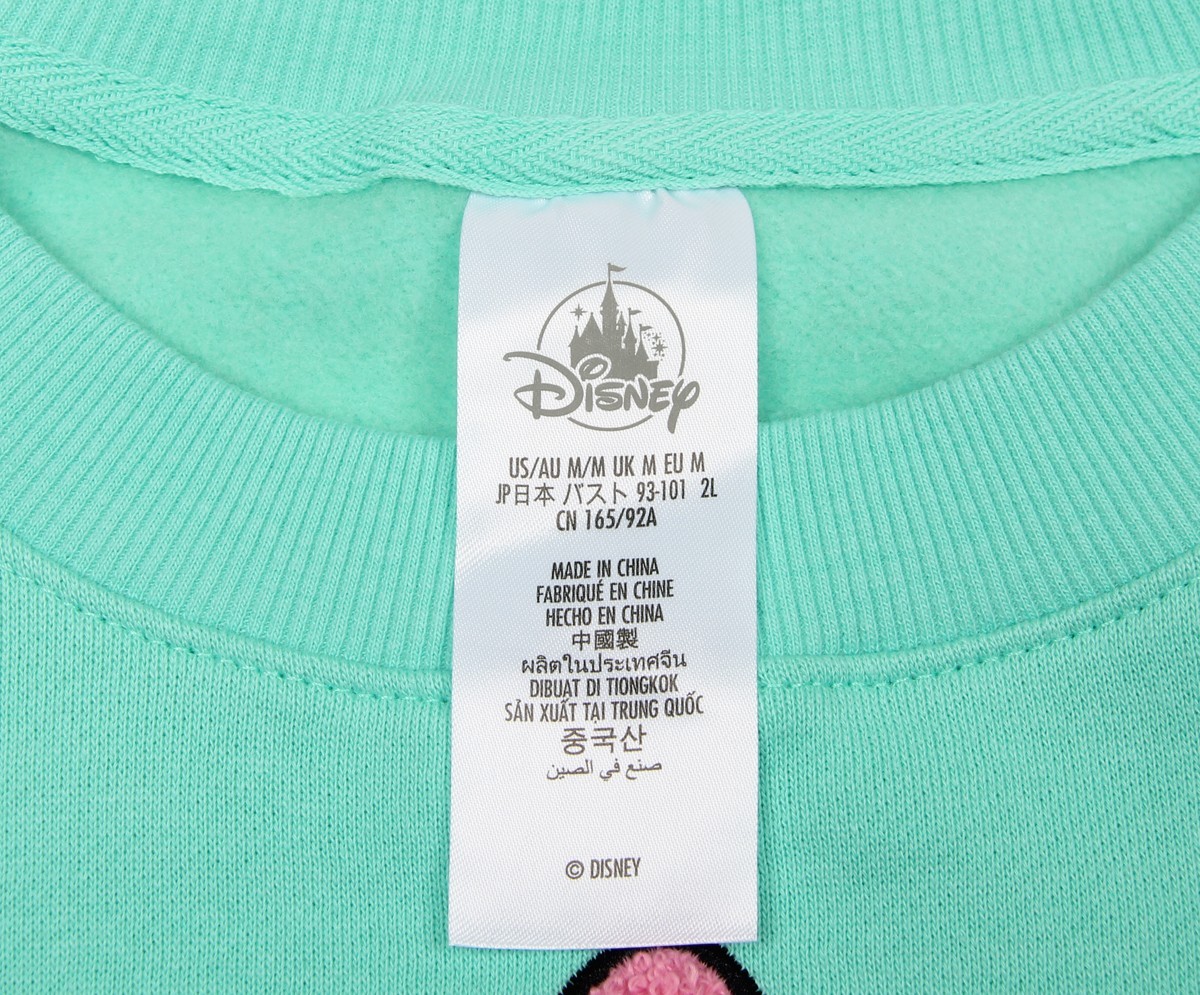 Disney
US/AU M/M UK M EU M
JP日本 バスト 93-101 2L
CN 165/92A
MADE IN CHINA
FABRIQUÉ EN CHINE
HECHO EN CHINA
中國製
ผลิตในประเทศจีน
DIBUAT DI TIONGKOK
SẢN XUẤT TẠI TRUNG QUỐC
중국산
صنع في الصين
© DISNEY